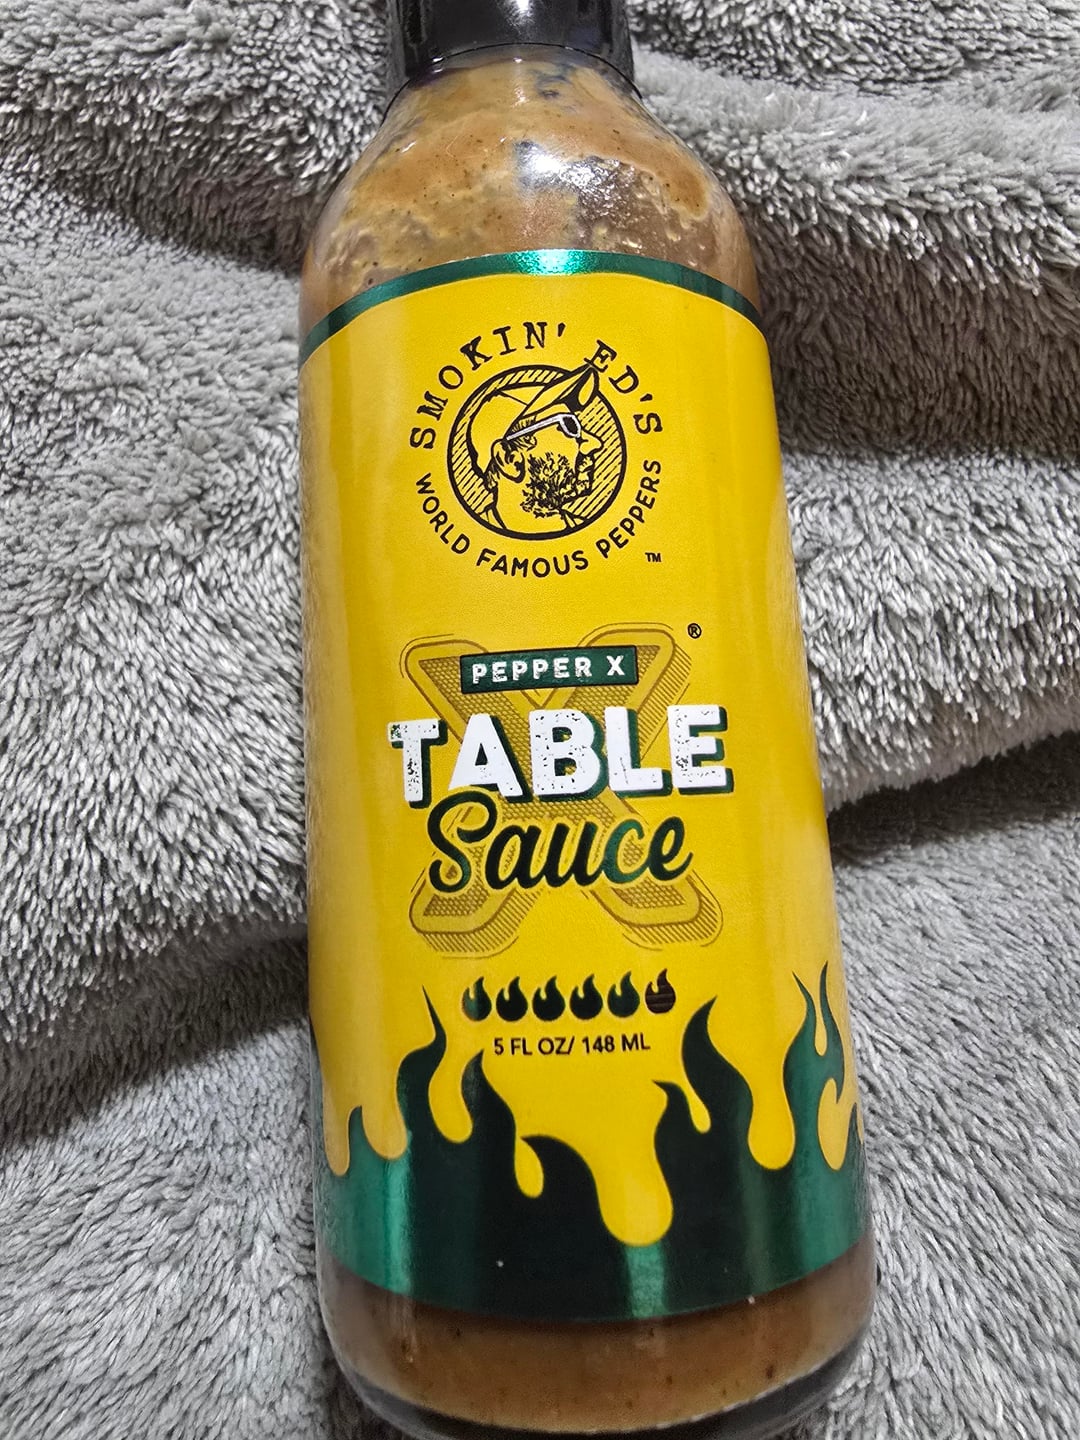 SMOKIN' ED'S
WORLD FAMOUS PEPPERS
™
®
PEPPER X
TABLE
Sauce
5 FL OZ/ 148 ML